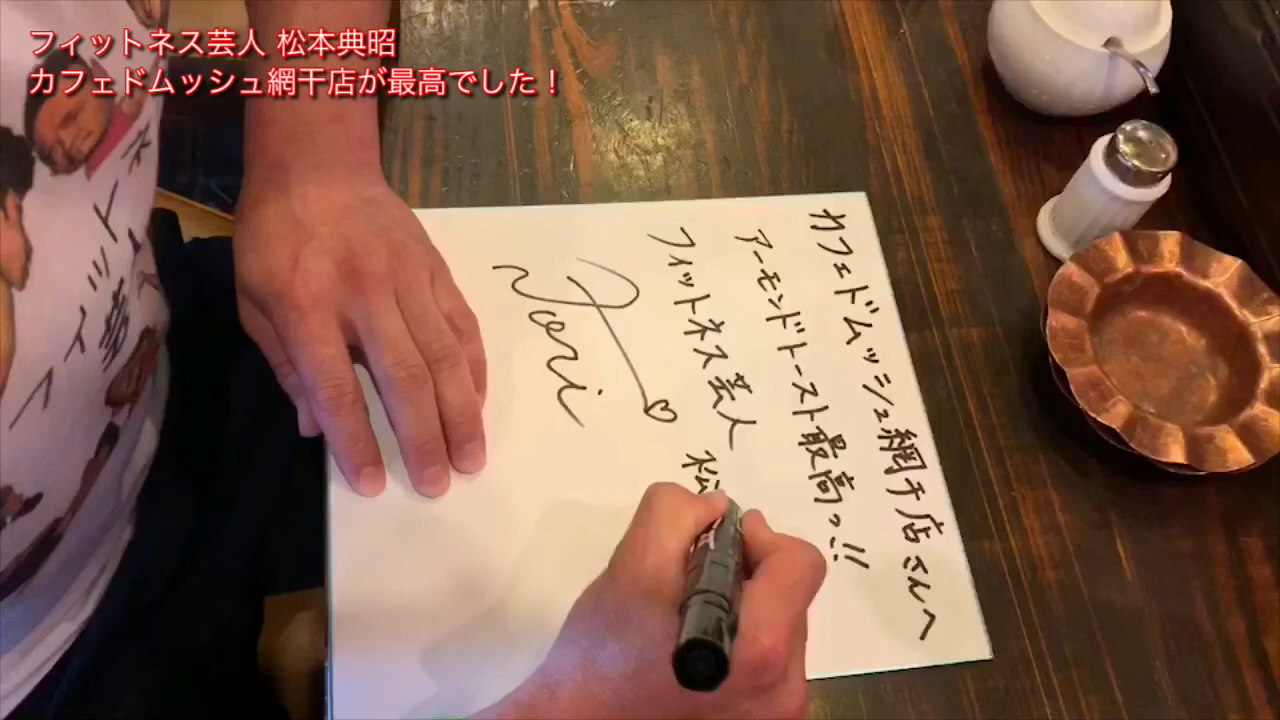 フィットネス芸人 松本典昭
カフェドムッシュ網干店が最高でした！
カフェドムッシュ網干店さんへ
アーモンドトースト最高っ!!
フィットネス芸人 松
Nori